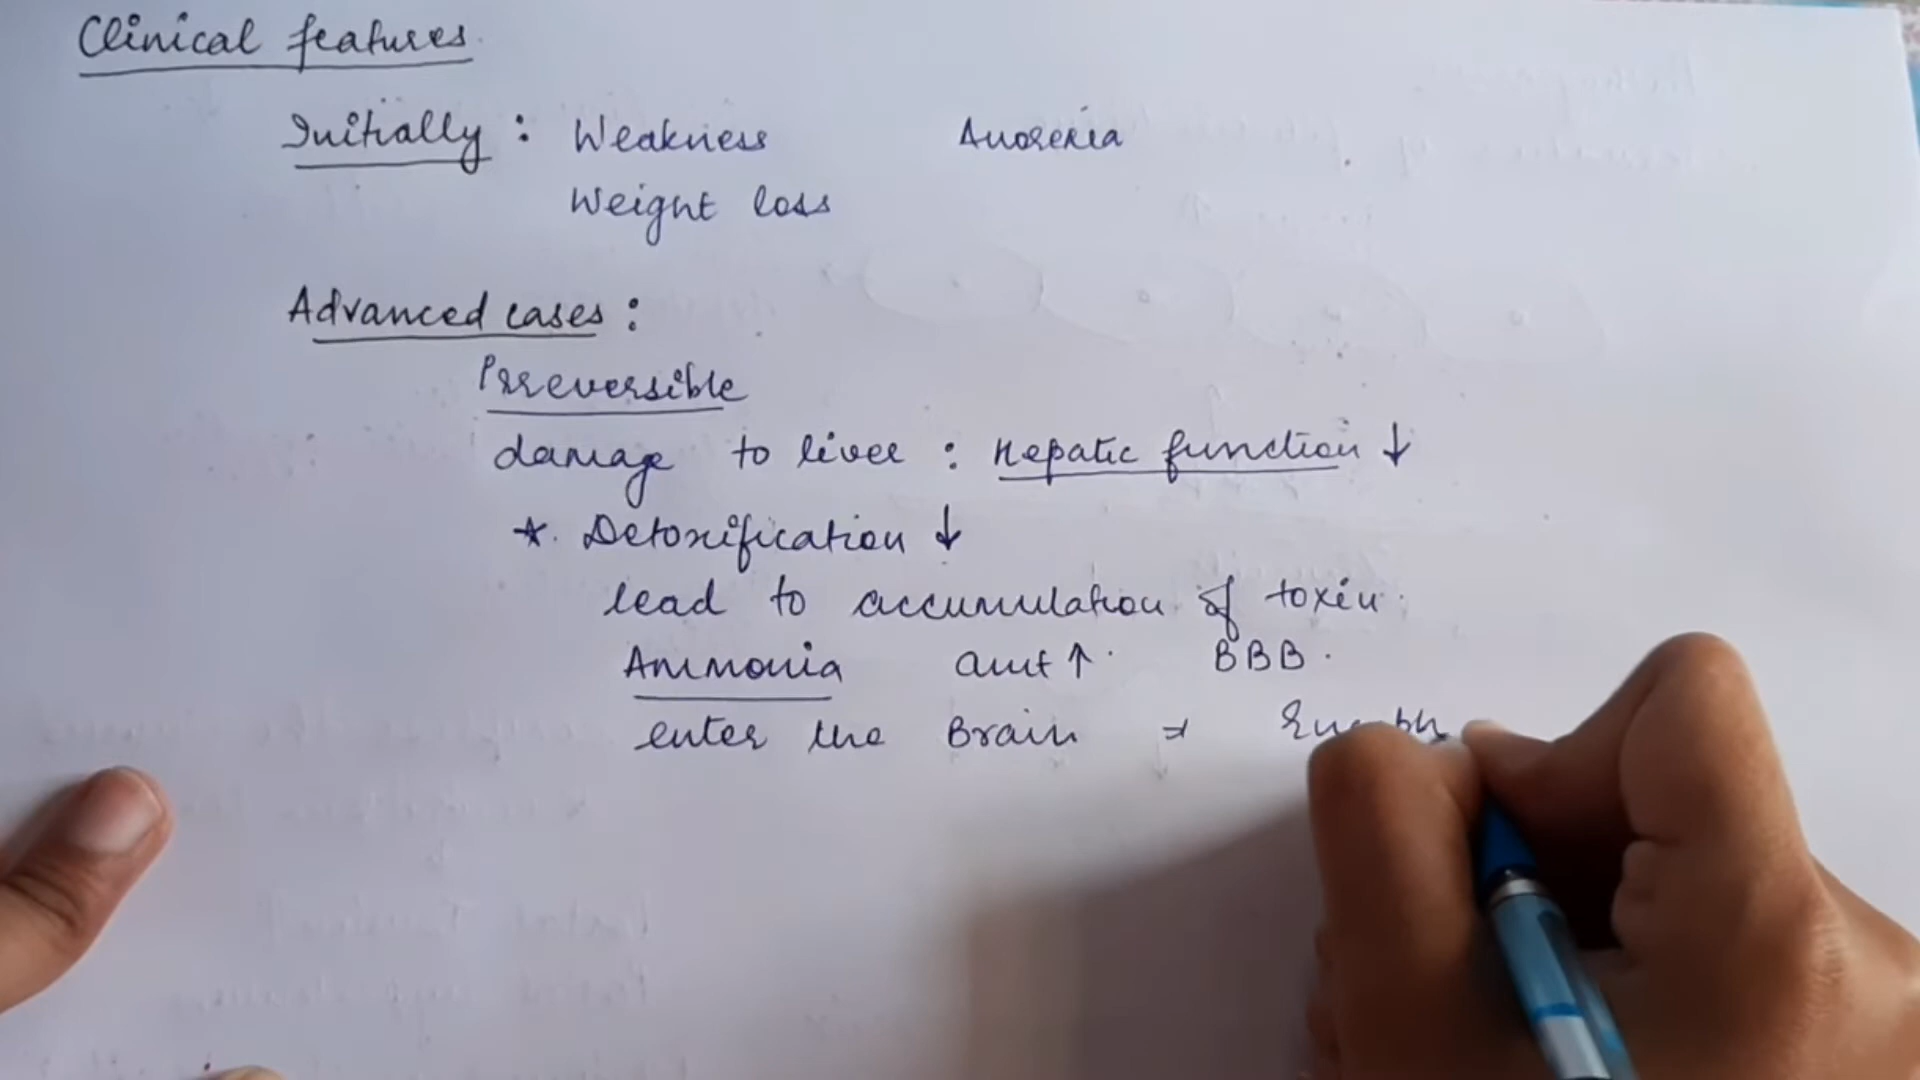 Clinical features
Initially : Weakness Anorexia
Weight loss
Advanced cases :
Irreversible
damage to liver : Hepatic function ↓
*. Detoxification ↓
lead to accumulation of toxin
Ammonia amt ↑ BBB
enter the Brain →